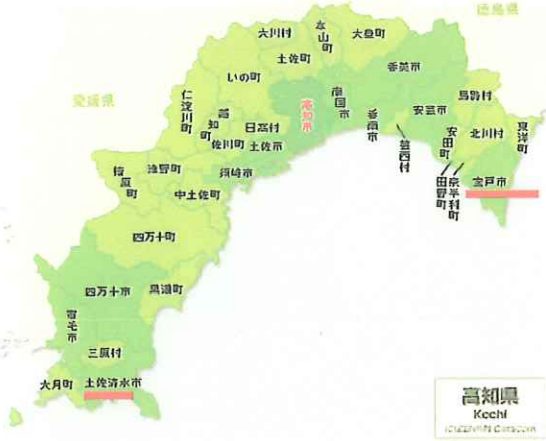 徳島県
本山町
大川村
大豊町
土佐町
香美市
いの町
愛媛県
仁淀川町
南国市
馬路村
高知市
越知町
安芸市
東洋町
香南市
北川村
日高村
安田町
佐川町
土佐市
芸西村
津野町
須崎市
梼原町
室戸市
奈半利町
田野町
中土佐町
四万十町
四万十市
黒潮町
宿毛市
三原村
大月町
土佐清水市
高知県
Kochi